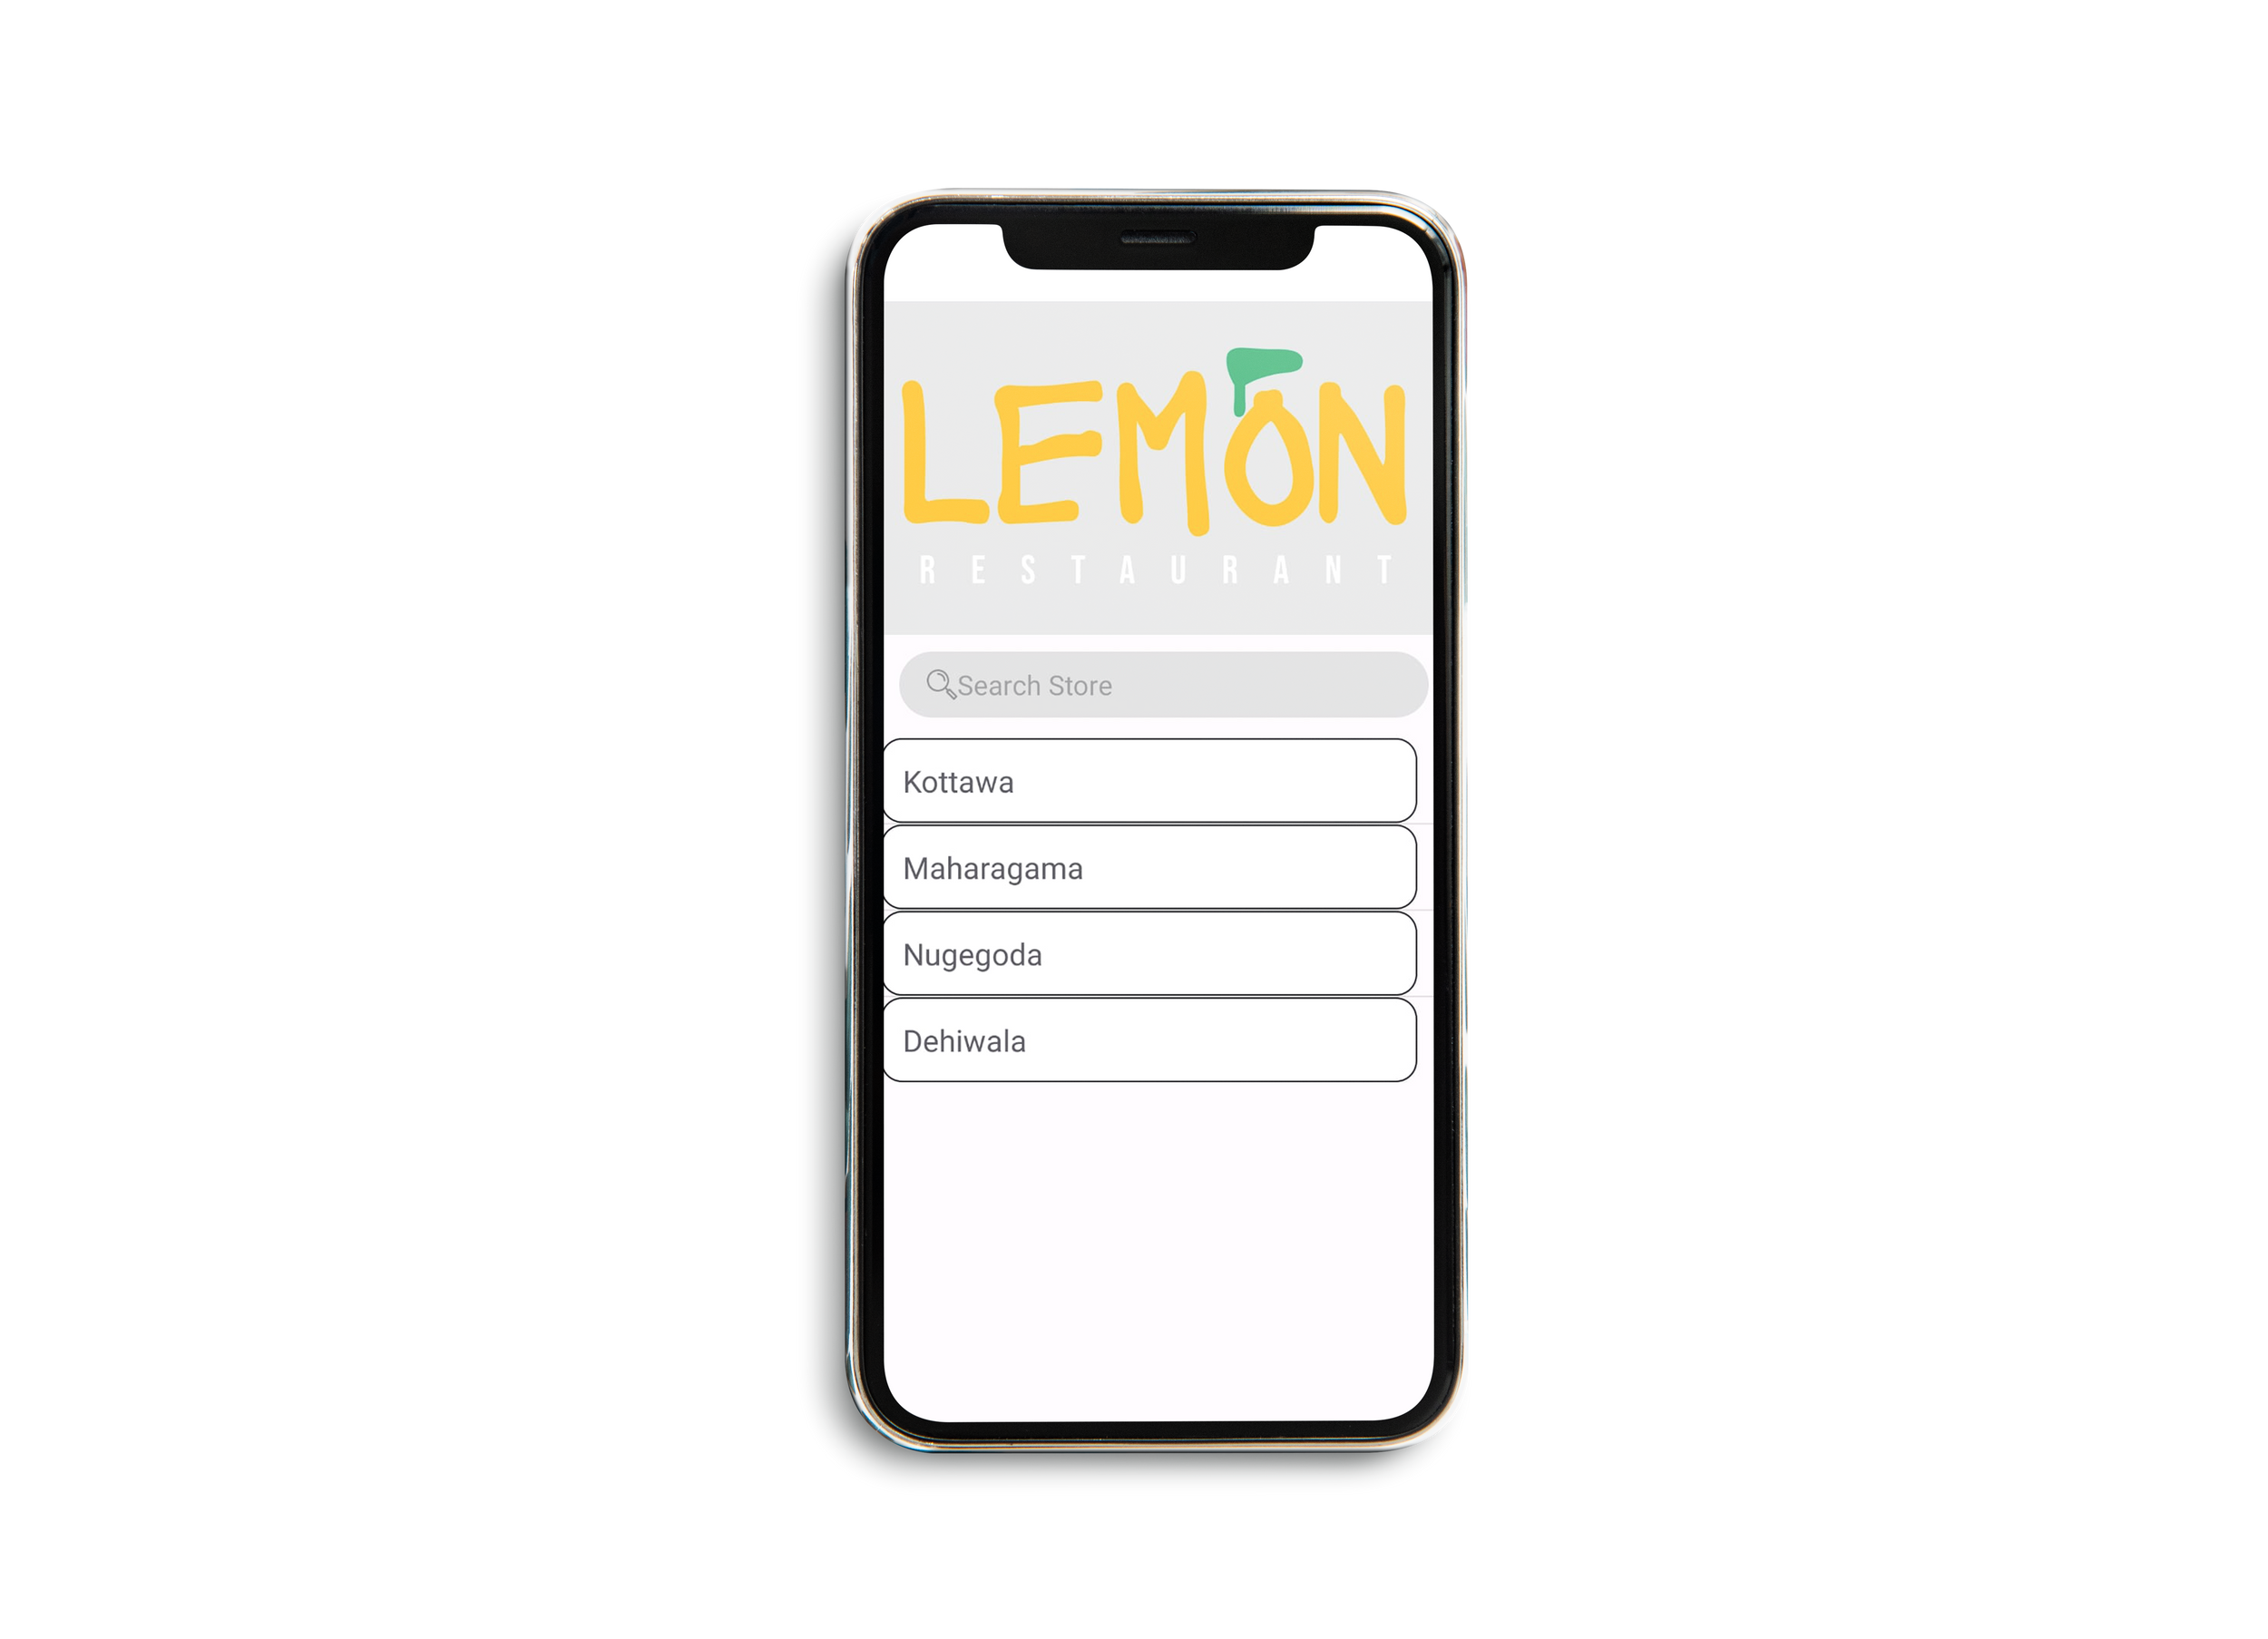 LEMON
RESTAURANT
Search Store
Kottawa
Maharagama
Nugegoda
Dehiwala